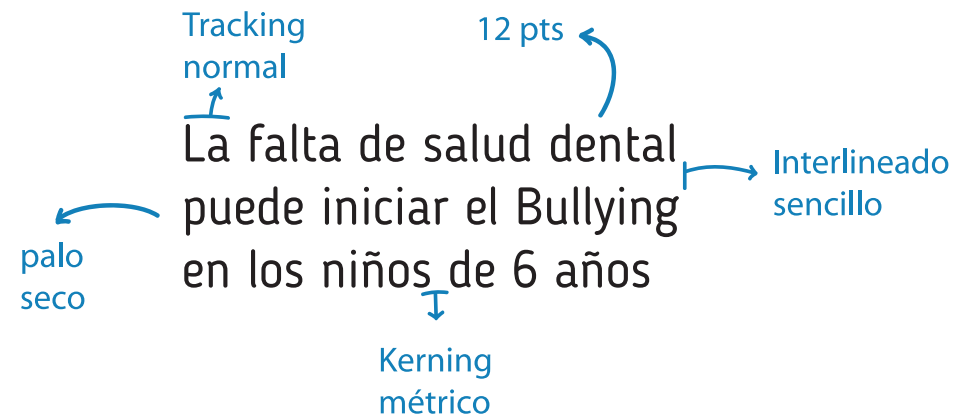 Tracking
normal
12 pts
La falta de salud dental
puede iniciar el Bullying
en los niños de 6 años
Interlineado
sencillo
palo
seco
Kerning
métrico